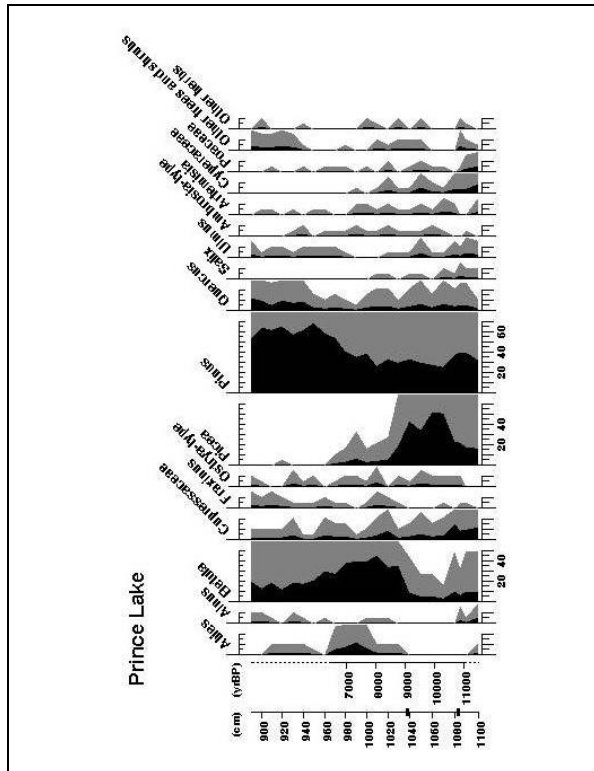 Prince Lake
Other herbs
Other trees and shrubs
Poaceae
Cyperaceae
Artemisia
Ambrosia-type
Ulmus
Salix
Quercus
Pinus
Picea
Ostrya-type
Fraxinus
Cupressaceae
Betula
Alnus
Abies
20 40 60
20 40
20 40
(yrBP) 7000 8000 9000 10000 11000
(cm) 900 920 940 960 980 1000 1020 1040 1060 1080 1100